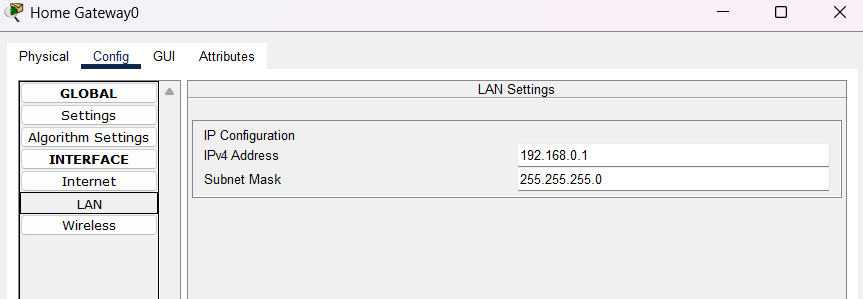 Home Gateway0
Physical Config GUI Attributes
GLOBAL
Settings
Algorithm Settings
INTERFACE
Internet
LAN
Wireless
LAN Settings
IP Configuration
IPv4 Address 192.168.0.1
Subnet Mask 255.255.255.0